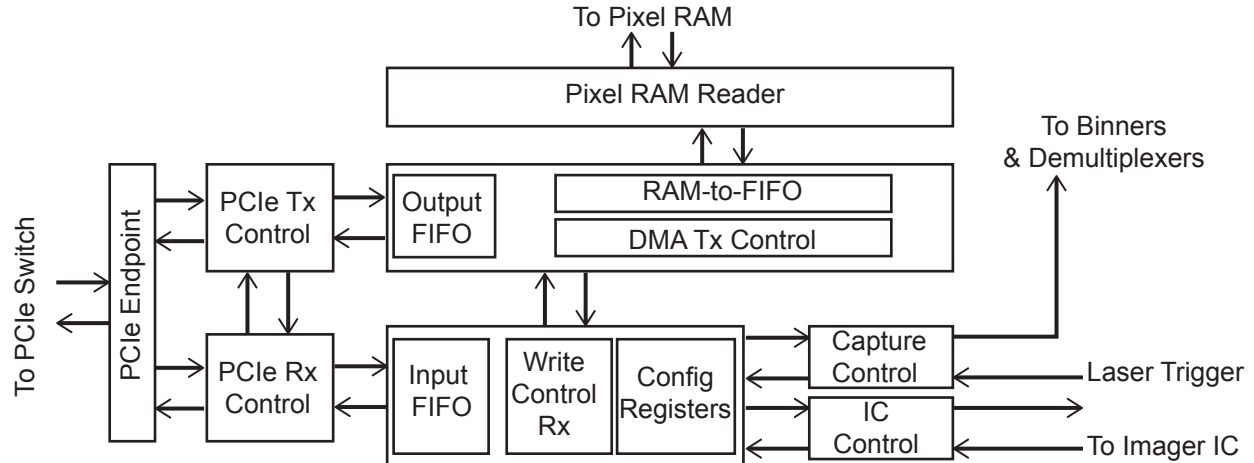 To Pixel RAM
Pixel RAM Reader
To Binners
& Demultiplexers
To PCIe Switch
PCIe Endpoint
PCIe Tx
Control
Output
FIFO
RAM-to-FIFO
DMA Tx Control
PCIe Rx
Control
Input
FIFO
Write
Control
Rx
Config
Registers
Capture
Control
Laser Trigger
IC
Control
To Imager IC